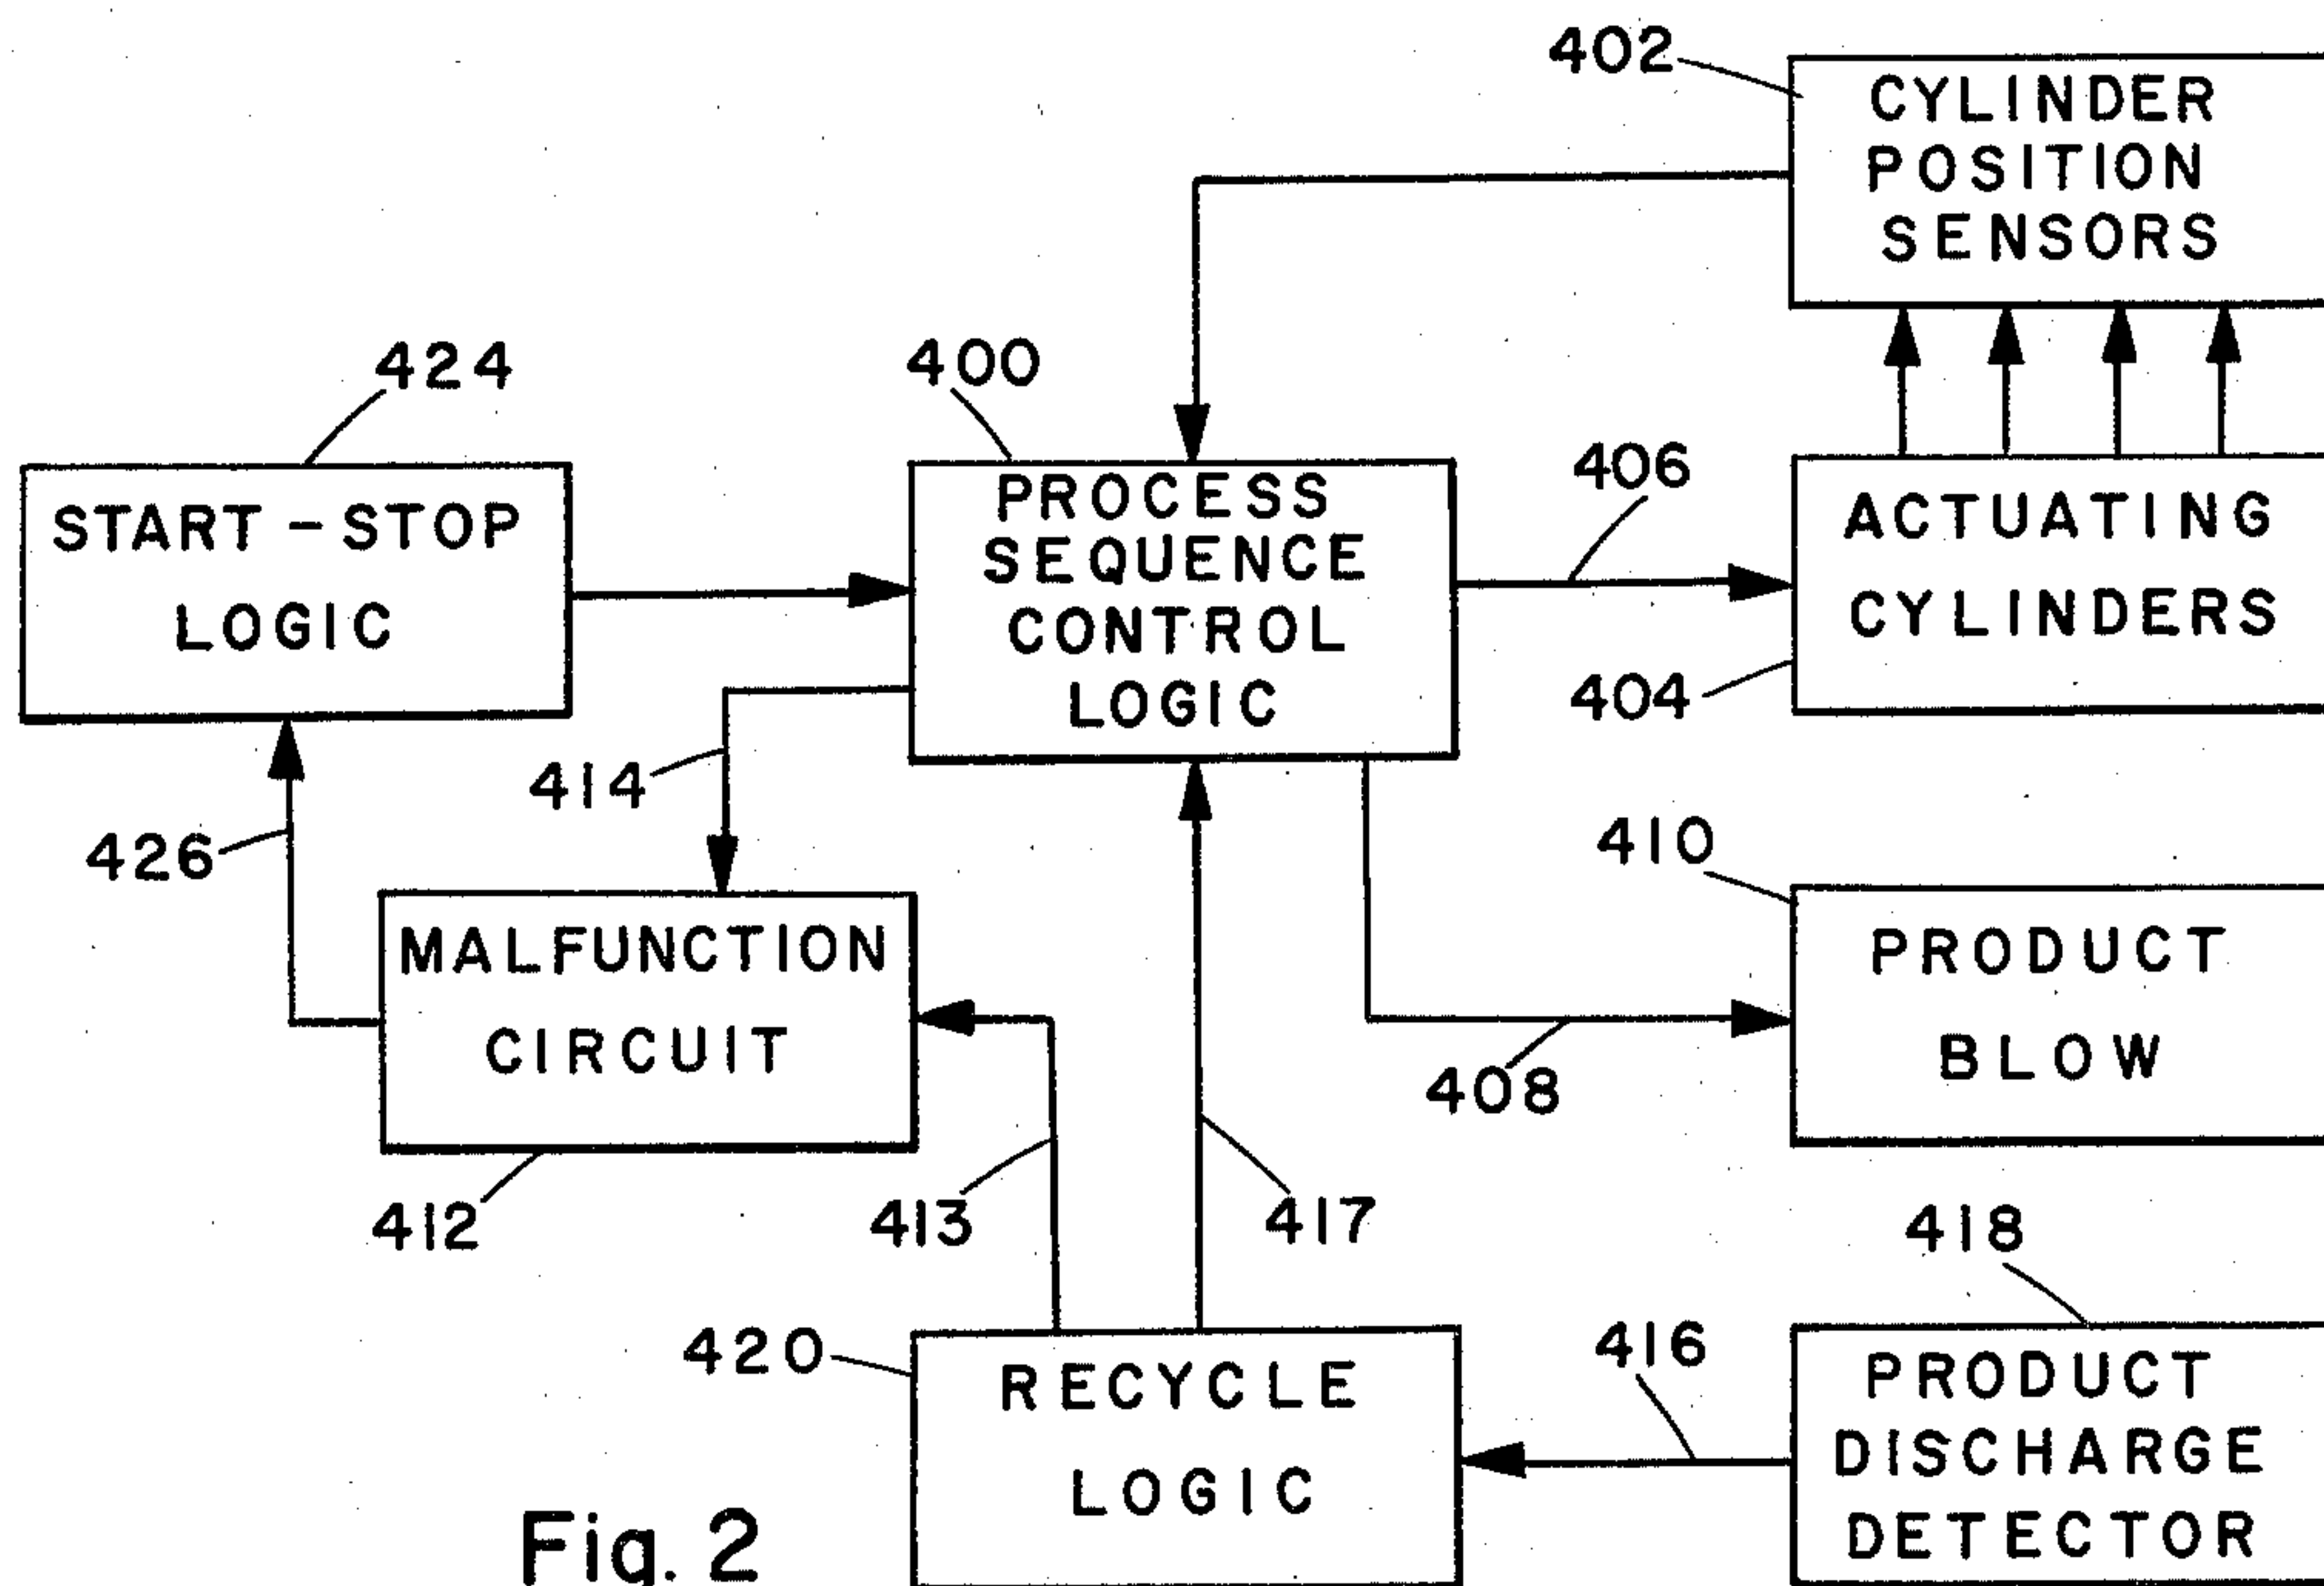 402
CYLINDER
POSITION
SENSORS
424
400
406
START-STOP
LOGIC
PROCESS
SEQUENCE
CONTROL
LOGIC
ACTUATING
CYLINDERS
404
414
426
410
MALFUNCTION
CIRCUIT
PRODUCT
BLOW
408
412
413
417
418
420
416
RECYCLE
LOGIC
PRODUCT
DISCHARGE
DETECTOR
Fig. 2